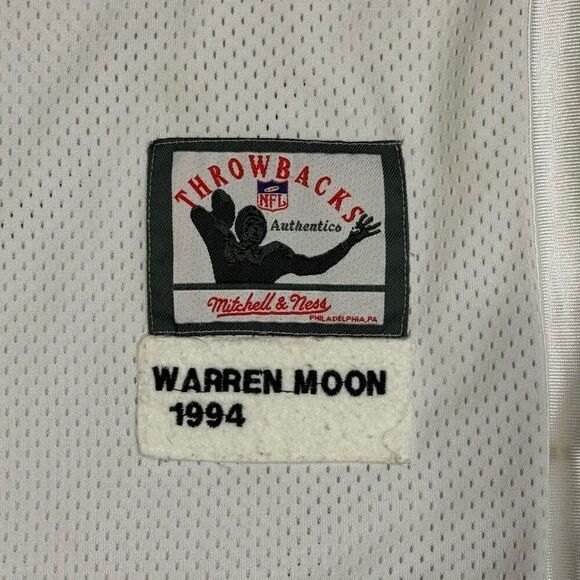 THROWBACKS
NFL
Authentico
Mitchell & Ness
PHILADELPHIA,PA
WARREN MOON
1994